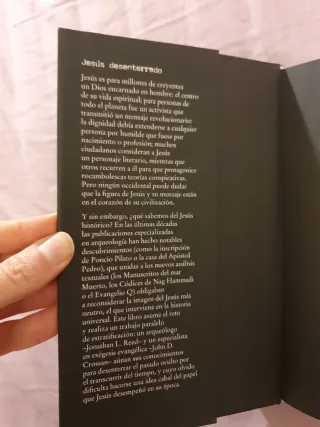 Jesús desenterrado
Jesús es para millones de creyentes
un Dios encarnado en hombre: el centro
de su vida espiritual; para personas de
todo el planeta fue un activista que
transmitió un mensaje revolucionario:
la dignidad debía extenderse a cualquier
persona por humilde que fuese por
nacimiento o profesión; muchos
ciudadanos consideran a Jesús
un personaje literario, mientras que
otros recurren a él para que protagonice
rocambolescas teorías conspirativas.
Pero ningún occidental puede dudar
que la figura de Jesús y su mensaje están
en el corazón de su civilización.
Y sin embargo, ¿qué sabemos del Jesús
histórico? En las últimas décadas
las publicaciones especializadas
en arqueología han hecho notables
descubrimientos (como la inscripción
de Poncio Pilato o la casa del Apóstol
Pedro), que unidas a los nuevos análisis
textuales (los Manuscritos del mar
Muerto, los Códices de Nag Hammadi
o el Evangelio Q) obligaban
a reconsiderar la imagen del Jesús más
neutro, el que interviene en la historia
universal. Este libro asume el reto
y realiza un trabajo paralelo
de estratificación: un arqueólogo
–Jonathan L. Reed– y un especialista
en exégesis evangélica –John D.
Crossan– aúnan sus conocimientos
para desenterrar el pasado oculto por
el transcurrir del tiempo, y cuyo olvido
dificulta hacerse una idea cabal del papel
que Jesús desempeñó en su época.